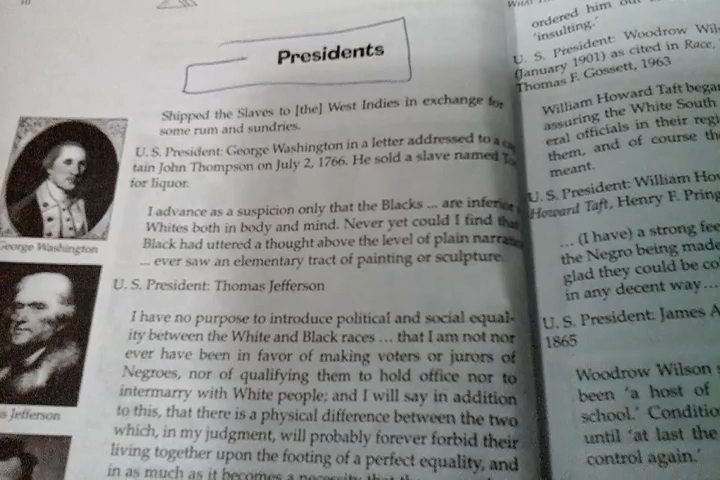 Presidents
Shipped the Slaves to [the] West Indies in exchange for
some rum and sundries.
U. S. President: George Washington in a letter addressed to a
tain John Thompson on July 2, 1766. He sold a slave named
for liquor.
I advance as a suspicion only that the Blacks ... are inferior
Whites both in body and mind. Never yet could I find that
Black had uttered a thought above the level of plain narration
... ever saw an elementary tract of painting or sculpture.
U. S. President: Thomas Jefferson
I have no purpose to introduce political and social equal-
ity between the White and Black races ... that I am not nor
ever have been in favor of making voters or jurors of
Negroes, nor of qualifying them to hold office nor to
intermarry with White people; and I will say in addition
to this, that there is a physical difference between the two
which, in my judgment, will probably forever forbid their
living together upon the footing of a perfect equality, and
in as much as it becomes a necessity that
George Washington
s Jefferson
ordered him out
'insulting.'
U. S. President: Woodrow Wil
(January 1901) as cited in Race,
Thomas F. Gossett, 1963
William Howard Taft began
assuring the White South
eral officials in their regi
them, and of course th
meant.
U. S. President: William How
Howard Taft, Henry F. Pring
... (I have) a strong fee
the Negro being made
glad they could be co
in any decent way...
U. S. President: James A
1865
Woodrow Wilson s
been 'a host of
school.' Conditio
until 'at last the
control again.'